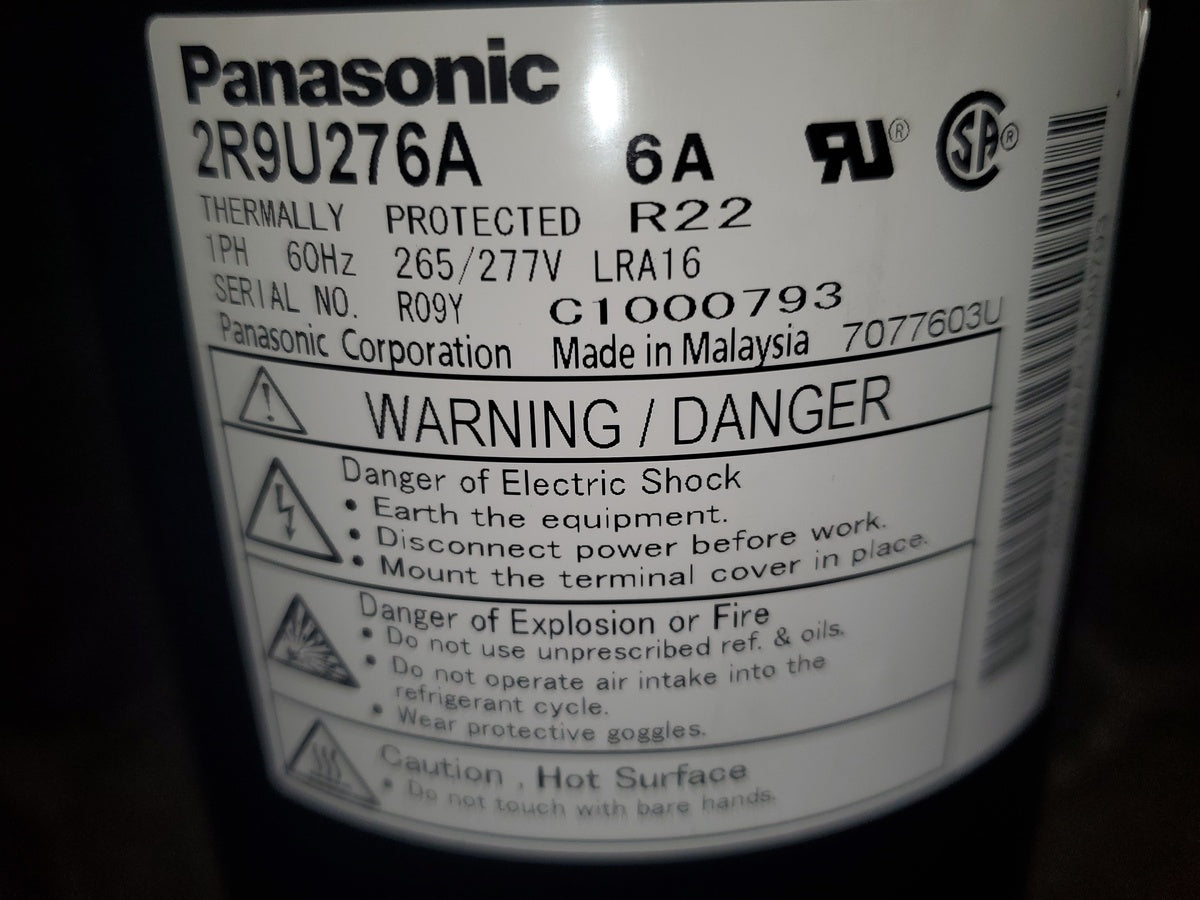 Panasonic
2R9U276A 6A
THERMALLY PROTECTED R22
1PH 60Hz 265/277V LRA16
SERIAL NO. R09Y C1000793
Panasonic Corporation Made in Malaysia 7077603U
WARNING / DANGER
Danger of Electric Shock
• Earth the equipment.
• Disconnect power before work.
• Mount the terminal cover in place.
Danger of Explosion or Fire
• Do not use unprescribed ref. & oils.
• Do not operate air intake into the
refrigerant cycle.
• Wear protective goggles.
Caution , Hot Surface
• Do not touch with bare hands.